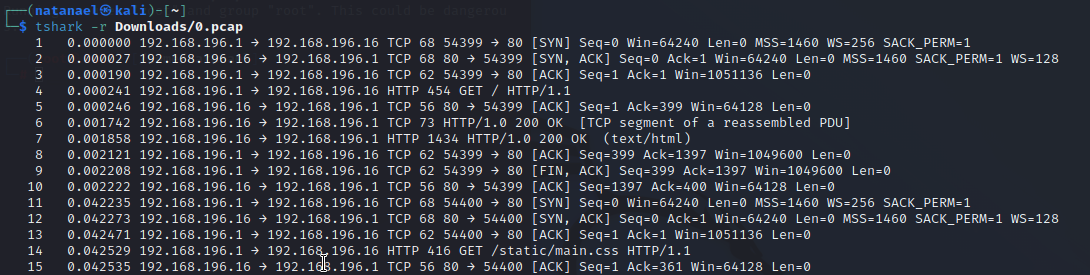 and group "root". This could be dangerou
┌──(natanael㉿kali)-[~]
└─$ tshark -r Downloads/0.pcap
1 0.000000 192.168.196.1 → 192.168.196.16 TCP 68 54399 → 80 [SYN] Seq=0 Win=64240 Len=0 MSS=1460 WS=256 SACK_PERM=1
2 0.000027 192.168.196.16 → 192.168.196.1 TCP 68 80 → 54399 [SYN, ACK] Seq=0 Ack=1 Win=64240 Len=0 MSS=1460 SACK_PERM=1 WS=128
3 0.000190 192.168.196.1 → 192.168.196.16 TCP 62 54399 → 80 [ACK] Seq=1 Ack=1 Win=1051136 Len=0
4 0.000241 192.168.196.1 → 192.168.196.16 HTTP 454 GET / HTTP/1.1
5 0.000246 192.168.196.16 → 192.168.196.1 TCP 56 80 → 54399 [ACK] Seq=1 Ack=399 Win=64128 Len=0
6 0.001742 192.168.196.16 → 192.168.196.1 TCP 73 HTTP/1.0 200 OK [TCP segment of a reassembled PDU]
7 0.001858 192.168.196.16 → 192.168.196.1 HTTP 1434 HTTP/1.0 200 OK (text/html)
8 0.002121 192.168.196.1 → 192.168.196.16 TCP 62 54399 → 80 [ACK] Seq=399 Ack=1397 Win=1049600 Len=0
9 0.002208 192.168.196.1 → 192.168.196.16 TCP 62 54399 → 80 [FIN, ACK] Seq=399 Ack=1397 Win=1049600 Len=0
10 0.002222 192.168.196.16 → 192.168.196.1 TCP 56 80 → 54399 [ACK] Seq=1397 Ack=400 Win=64128 Len=0
11 0.042235 192.168.196.1 → 192.168.196.16 TCP 68 54400 → 80 [SYN] Seq=0 Win=64240 Len=0 MSS=1460 WS=256 SACK_PERM=1
12 0.042273 192.168.196.16 → 192.168.196.1 TCP 68 80 → 54400 [SYN, ACK] Seq=0 Ack=1 Win=64240 Len=0 MSS=1460 SACK_PERM=1 WS=128
13 0.042471 192.168.196.1 → 192.168.196.16 TCP 62 54400 → 80 [ACK] Seq=1 Ack=1 Win=1051136 Len=0
14 0.042529 192.168.196.1 → 192.168.196.16 HTTP 416 GET /static/main.css HTTP/1.1
15 0.042535 192.168.196.16 → 192.168.196.1 TCP 56 80 → 54400 [ACK] Seq=1 Ack=361 Win=64128 Len=0